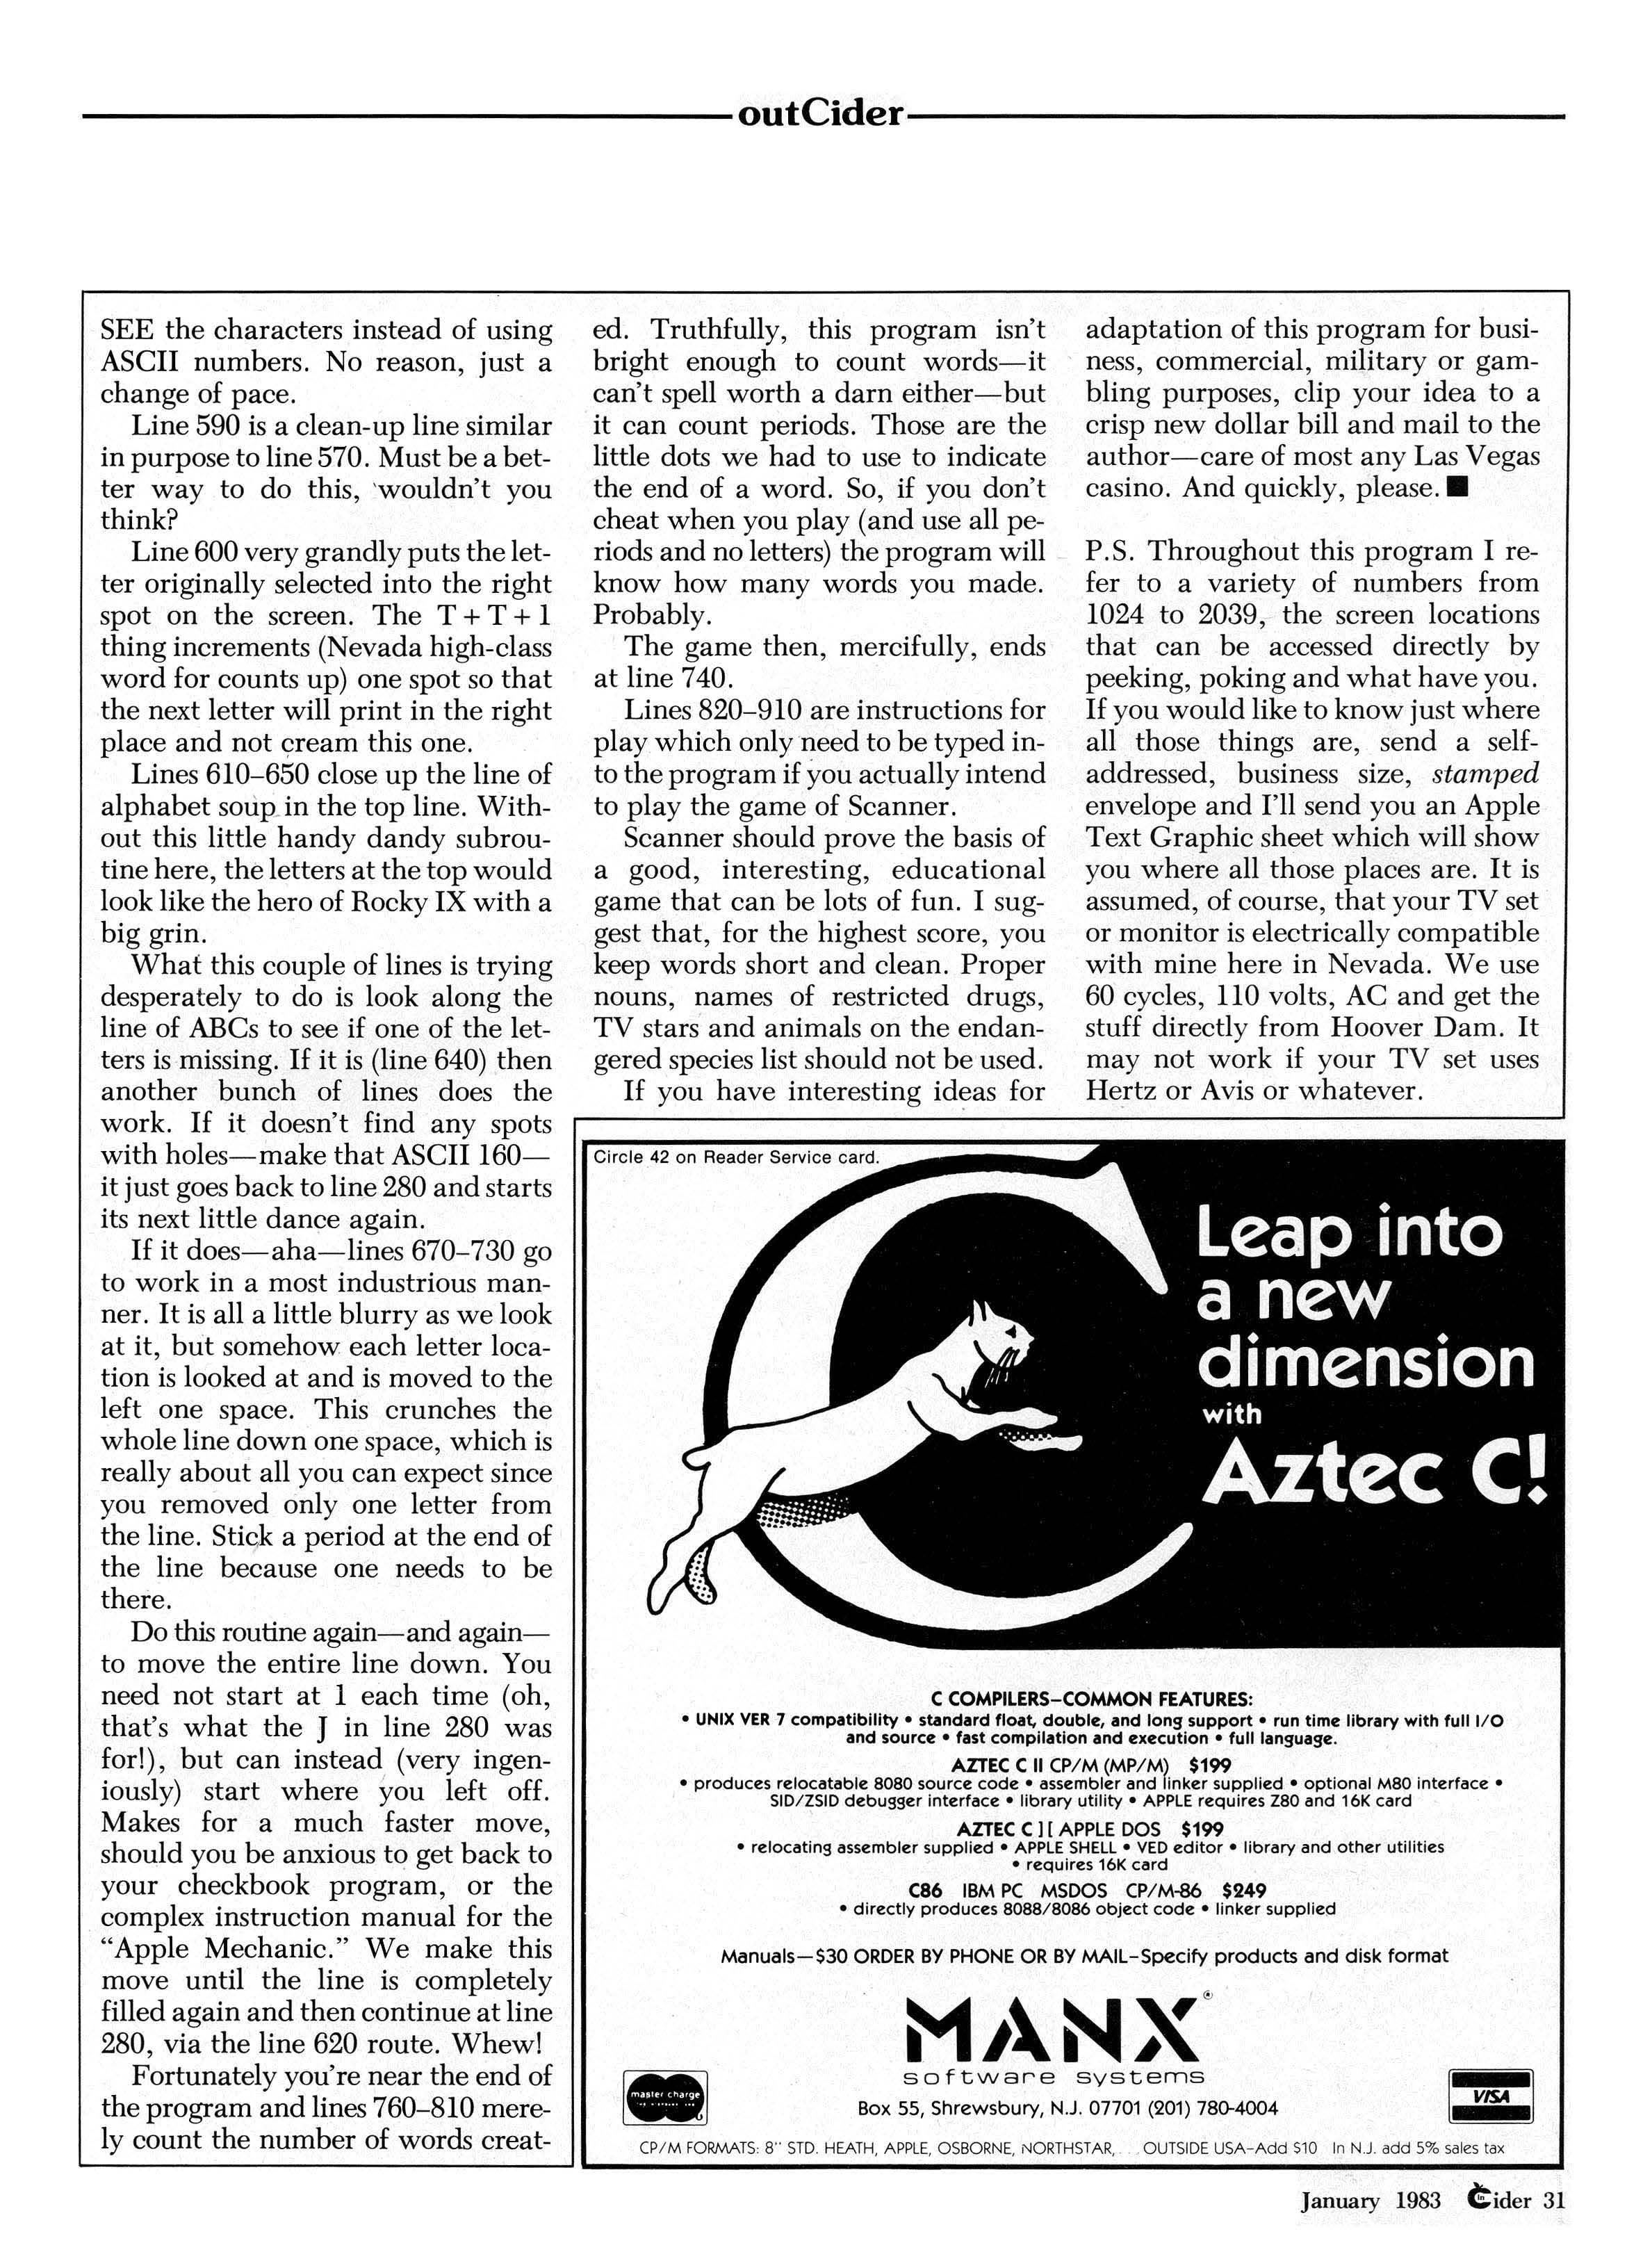 outCider
SEE the characters instead of using
ASCII numbers. No reason, just a
change of pace.
Line 590 is a clean-up line similar
in purpose to line 570. Must be a bet-
ter way to do this, wouldn't you
think?
Line 600 very grandly puts the let-
ter originally selected into the right
spot on the screen. The T+T+1
thing increments (Nevada high-class
word for counts up) one spot so that
the next letter will print in the right
place and not cream this one.
Lines 610–650 close up the line of
alphabet soup in the top line. With-
out this little handy dandy subrou-
tine here, the letters at the top would
look like the hero of Rocky IX with a
big grin.
What this couple of lines is trying
desperately to do is look along the
line of ABCs to see if one of the let-
ters is missing. If it is (line 640) then
another bunch of lines does the
work. If it doesn't find any spots
with holes—make that ASCII 160—
it just goes back to line 280 and starts
its next little dance again.
If it does—aha—lines 670–730 go
to work in a most industrious man-
ner. It is all a little blurry as we look
at it, but somehow each letter loca-
tion is looked at and is moved to the
left one space. This crunches the
whole line down one space, which is
really about all you can expect since
you removed only one letter from
the line. Stick a period at the end of
the line because one needs to be
there.
Do this routine again—and again—
to move the entire line down. You
need not start at 1 each time (oh,
that's what the J in line 280 was
for!), but can instead (very ingen-
iously) start where you left off.
Makes for a much faster move,
should you be anxious to get back to
your checkbook program, or the
complex instruction manual for the
“Apple Mechanic.” We make this
move until the line is completely
filled again and then continue at line
280, via the line 620 route. Whew!
Fortunately you're near the end of
the program and lines 760–810 mere-
ly count the number of words creat-
ed. Truthfully, this program isn't
bright enough to count words—it
can't spell worth a darn either—but
it can count periods. Those are the
little dots we had to use to indicate
the end of a word. So, if you don't
cheat when you play (and use all pe-
riods and no letters) the program will
know how many words you made.
Probably.
The game then, mercifully, ends
at line 740.
Lines 820–910 are instructions for
play which only need to be typed in-
to the program if you actually intend
to play the game of Scanner.
Scanner should prove the basis of
a good, interesting, educational
game that can be lots of fun. I sug-
gest that, for the highest score, you
keep words short and clean. Proper
nouns, names of restricted drugs,
TV stars and animals on the endan-
gered species list should not be used.
If you have interesting ideas for
adaptation of this program for busi-
ness, commercial, military or gam-
bling purposes, clip your idea to a
crisp new dollar bill and mail to the
author—care of most any Las Vegas
casino. And quickly, please. ■
P.S. Throughout this program I re-
fer to a variety of numbers from
1024 to 2039, the screen locations
that can be accessed directly by
peeking, poking and what have you.
If you would like to know just where
all those things are, send a self-
addressed, business size, stamped
envelope and I'll send you an Apple
Text Graphic sheet which will show
you where all those places are. It is
assumed, of course, that your TV set
or monitor is electrically compatible
with mine here in Nevada. We use
60 cycles, 110 volts, AC and get the
stuff directly from Hoover Dam. It
may not work if your TV set uses
Hertz or Avis or whatever.
Circle 42 on Reader Service card.
Leap into
a new
dimension
with
Aztec C!
C COMPILERS–COMMON FEATURES:
• UNIX VER 7 compatibility • standard float, double, and long support • run time library with full I/O
and source • fast compilation and execution • full language.
AZTEC C II CP/M (MP/M) $199
• produces relocatable 8080 source code • assembler and linker supplied • optional M80 interface •
SID/ZSID debugger interface • library utility • APPLE requires Z80 and 16K card
AZTEC C ][ APPLE DOS $199
• relocating assembler supplied • APPLE SHELL • VED editor • library and other utilities
• requires 16K card
C86 IBM PC MSDOS CP/M-86 $249
• directly produces 8088/8086 object code • linker supplied
Manuals—$30 ORDER BY PHONE OR BY MAIL–Specify products and disk format
MANX®
software systems
master charge
VISA
Box 55, Shrewsbury, N.J. 07701 (201) 780-4004
CP/M FORMATS: 8" STD. HEATH, APPLE, OSBORNE, NORTHSTAR, . . . OUTSIDE USA–Add $10 In N.J. add 5% sales tax
January 1983 inCider 31